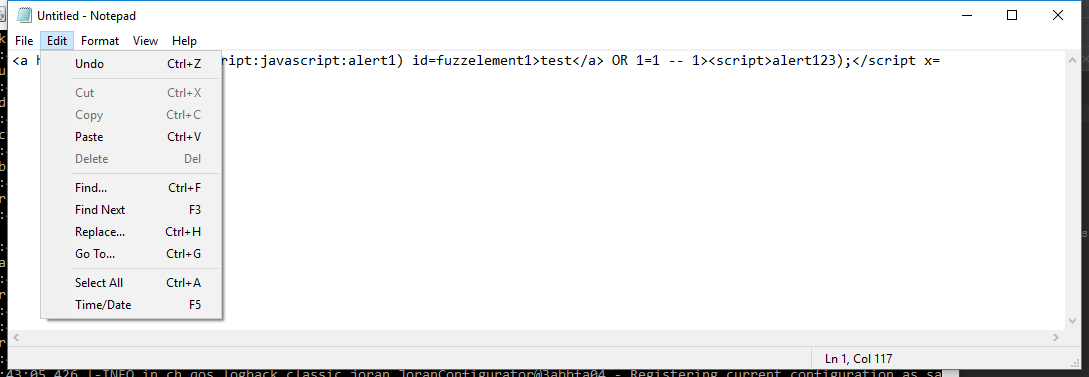 Untitled - Notepad
File Edit Format View Help
<a h script:javascript:alert1) id=fuzzelement1>test</a> OR 1=1 -- 1><script>alert123);</script x=
Undo Ctrl+Z
Cut Ctrl+X
Copy Ctrl+C
Paste Ctrl+V
Delete Del
Find... Ctrl+F
Find Next F3
Replace... Ctrl+H
Go To... Ctrl+G
Select All Ctrl+A
Time/Date F5
Ln 1, Col 117
:43:05,426 |-INFO in ch.qos.logback.classic.joran.JoranConfigurator@3abbfa04 - Registering current configuration as sa